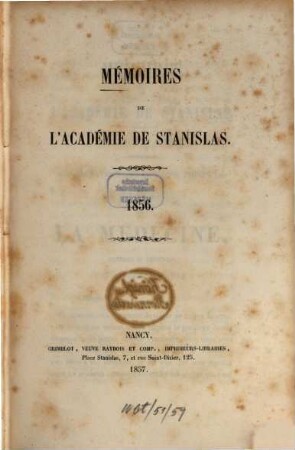 MÉMOIRES
DE
L'ACADÉMIE DE STANISLAS.
1856.
NANCY,
GRIMBLOT, VEUVE RAYBOIS ET COMP., IMPRIMEURS-LIBRAIRES,
Place Stanislas, 7, et rue Saint-Dizier, 125.
1857.